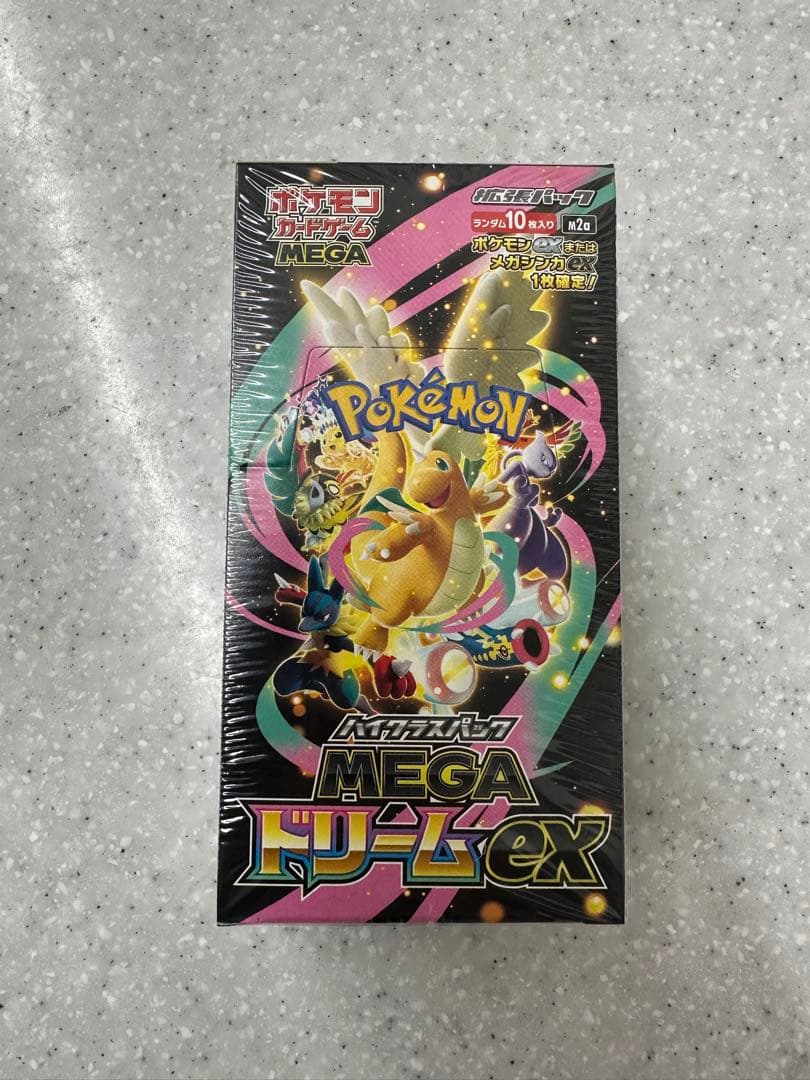 ポケモン
カードゲーム
MEGA
拡張パック
ランダム10枚入り
m2a
ポケモンexまたは
メガシンカex
1枚確定!
POKéMON
TM
ハイクラスパック
MEGA
ドリームex